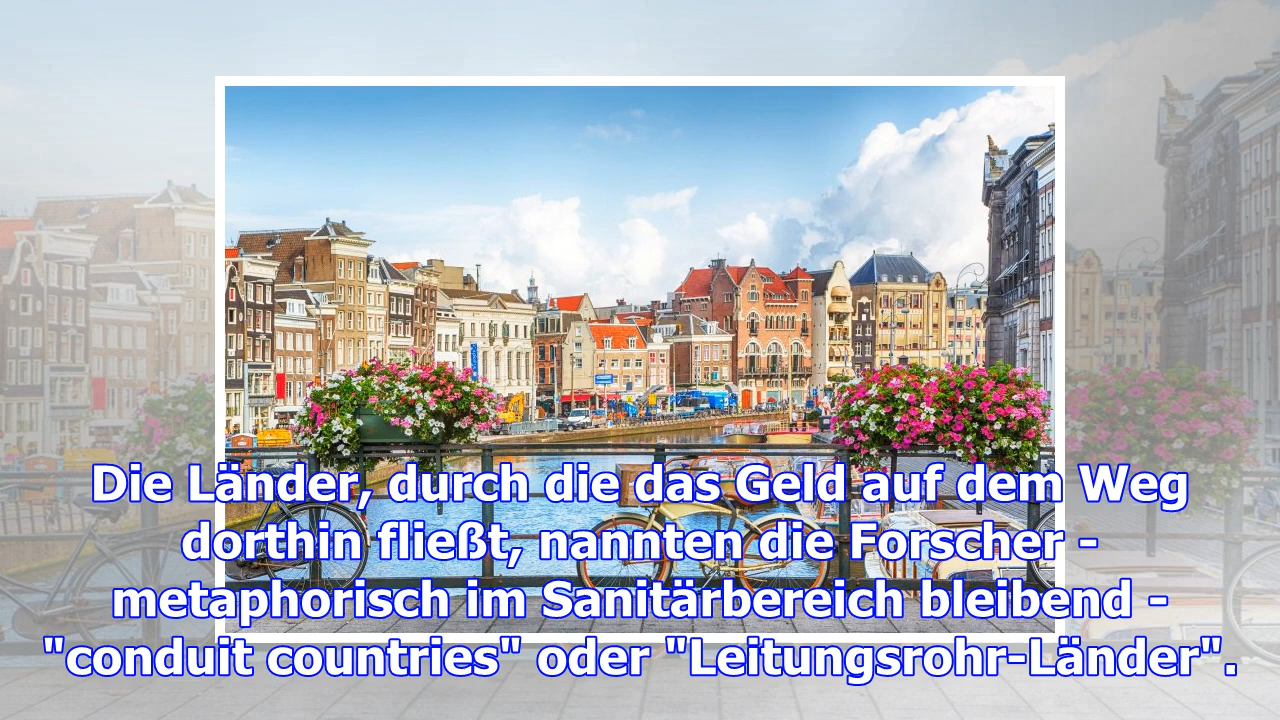 Die Länder, durch die das Geld auf dem Weg
dorthin fließt, nannten die Forscher -
metaphorisch im Sanitärbereich bleibend -
"conduit countries" oder "Leitungsrohr-Länder".